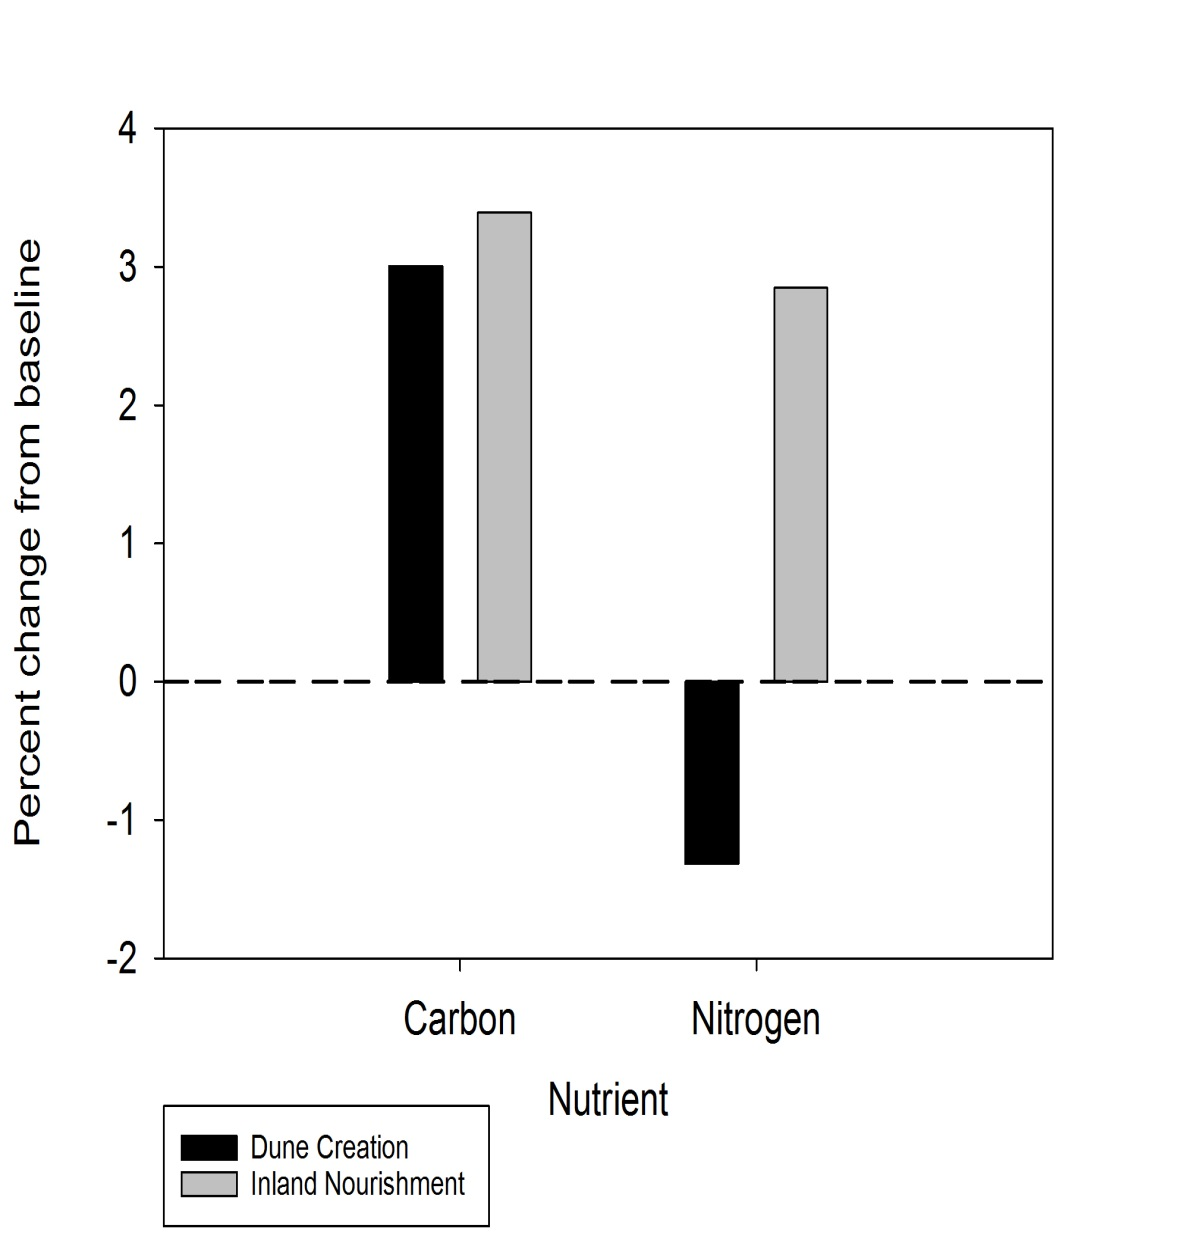 4
3
2
1
0
-1
-2
Percent change from baseline
Carbon
Nitrogen
Nutrient
Dune Creation
Inland Nourishment